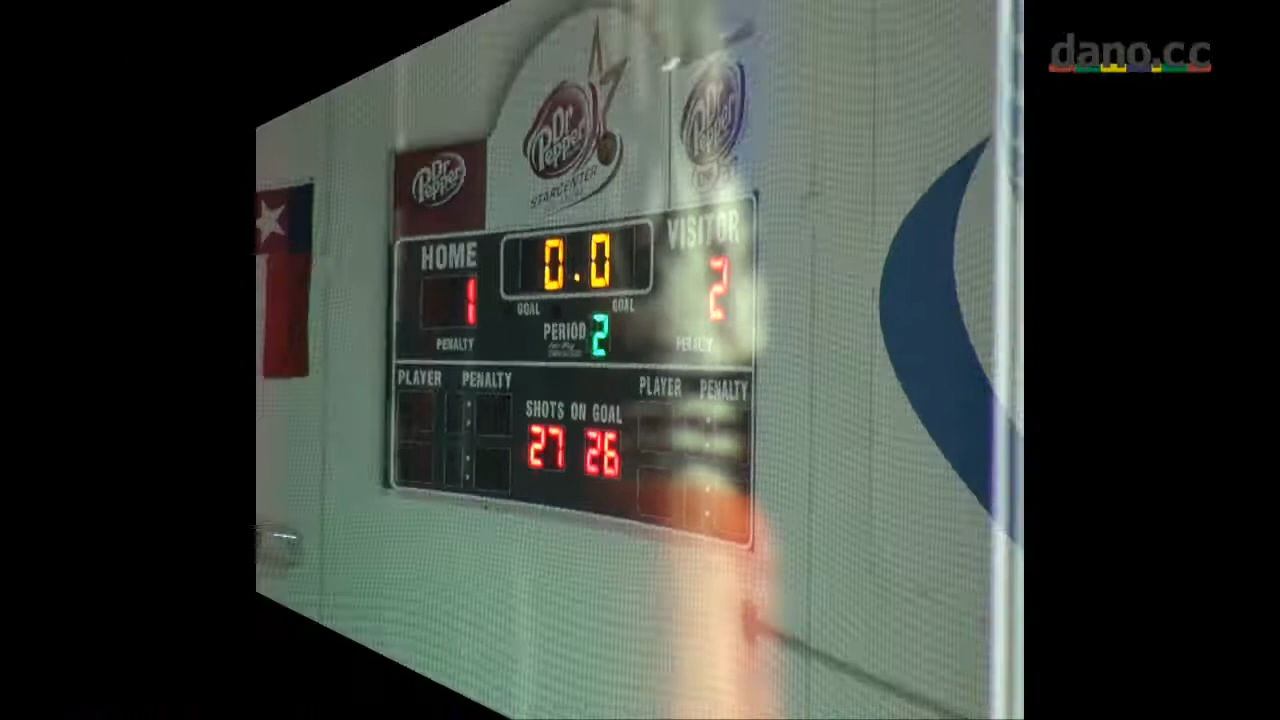 dano.cc
Dr Pepper
Dr Pepper
STARCENTER
Dr Pepper
HOME
0.0
VISITOR
1
2
GOAL
GOAL
PERIOD 2
PENALTY
PENALTY
PLAYER PENALTY
PLAYER PENALTY
SHOTS ON GOAL
27 26